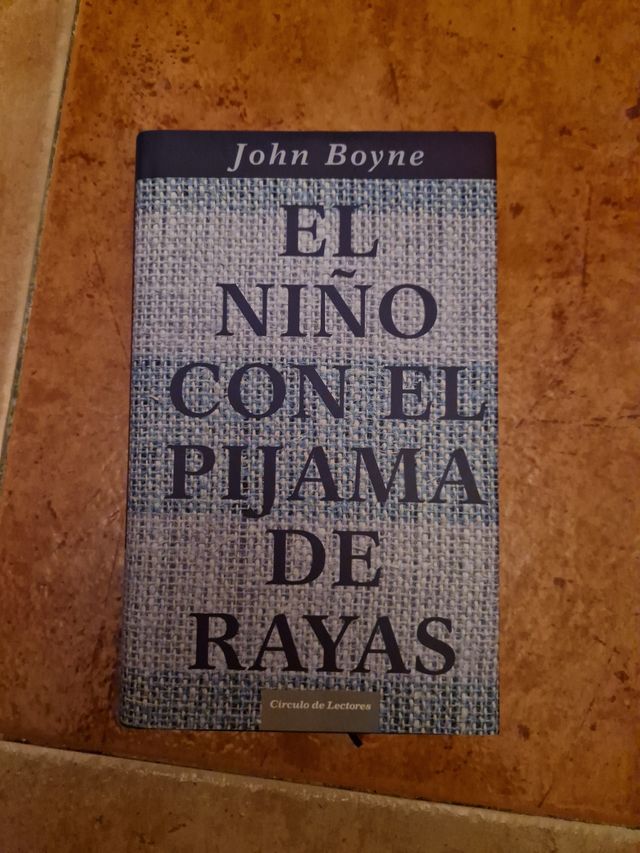 John Boyne
EL
NIÑO
CON EL
PIJAMA
DE
RAYAS
Círculo de Lectores